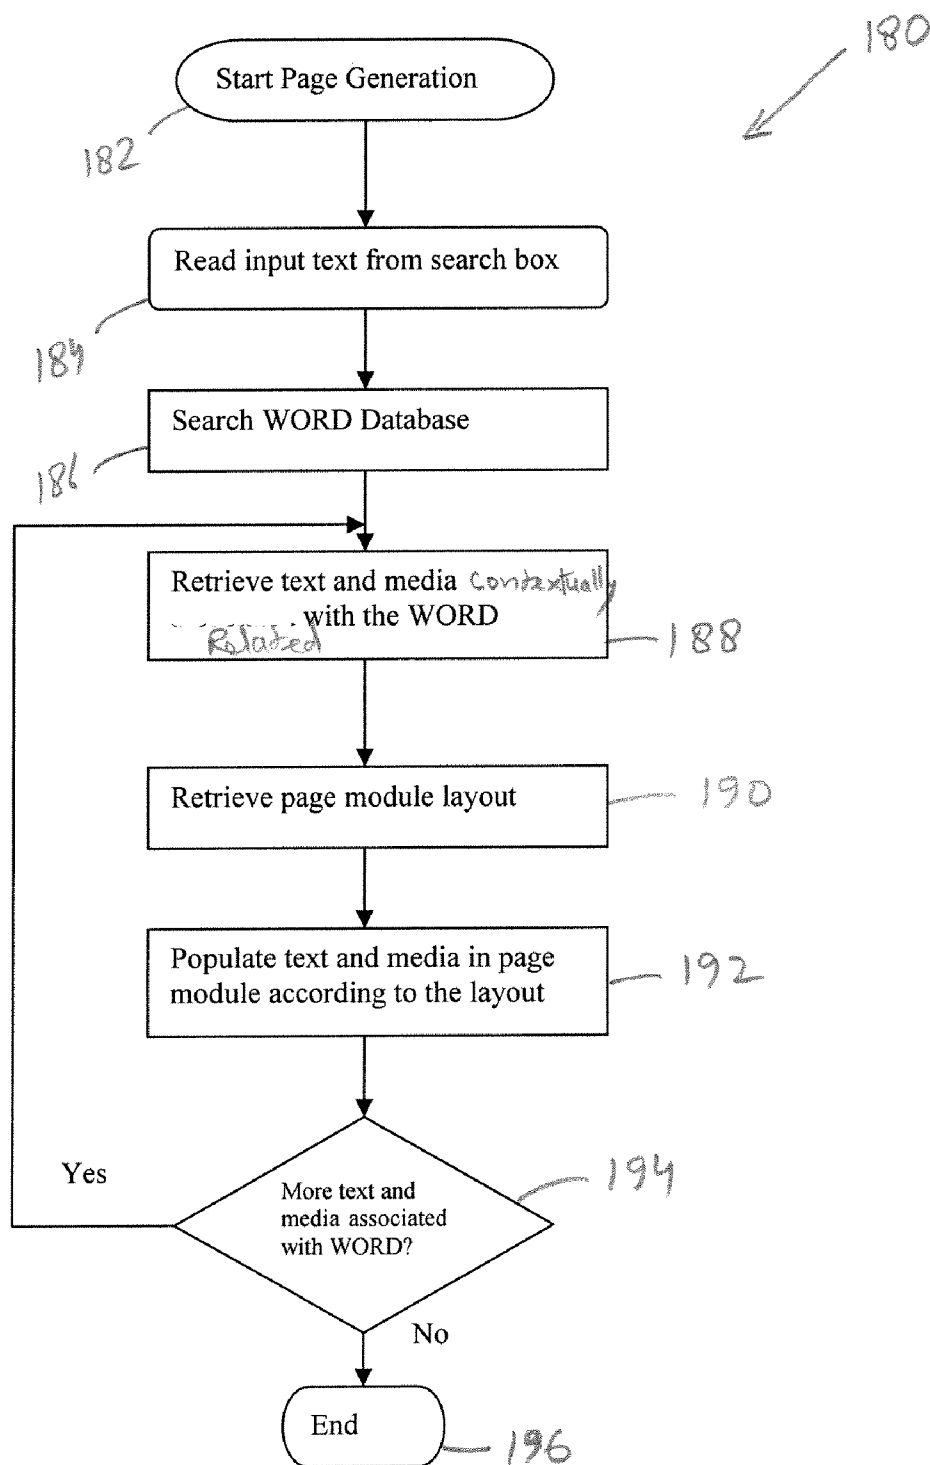 180
Start Page Generation
182
Read input text from search box
184
Search WORD Database
186
Retrieve text and media Contextually
Related with the WORD
188
Retrieve page module layout
190
Populate text and media in page
module according to the layout
192
Yes
More text and
media associated
with WORD?
194
No
End
196